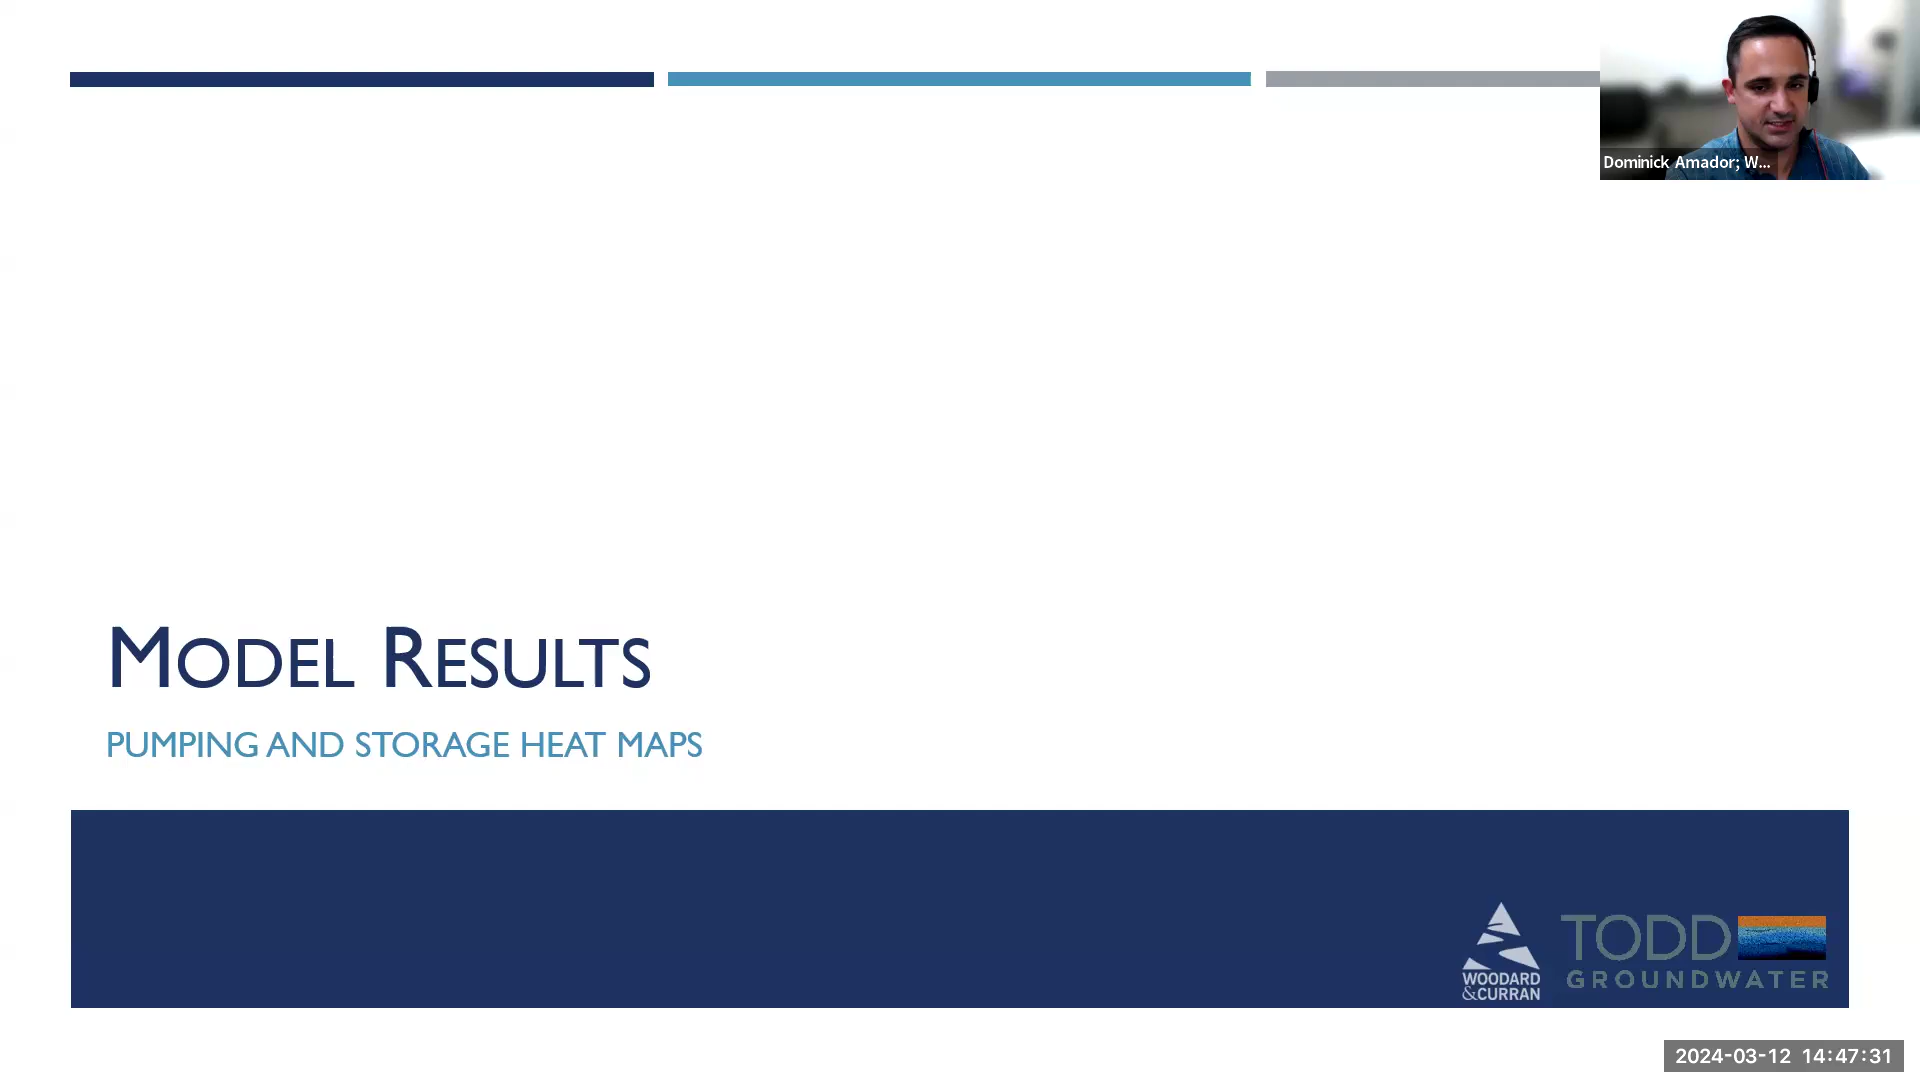 Dominick Amador; W...
MODEL RESULTS
PUMPING AND STORAGE HEAT MAPS
WOODARD
&CURRAN
TODD
GROUNDWATER
2024-03-12 14:47:31